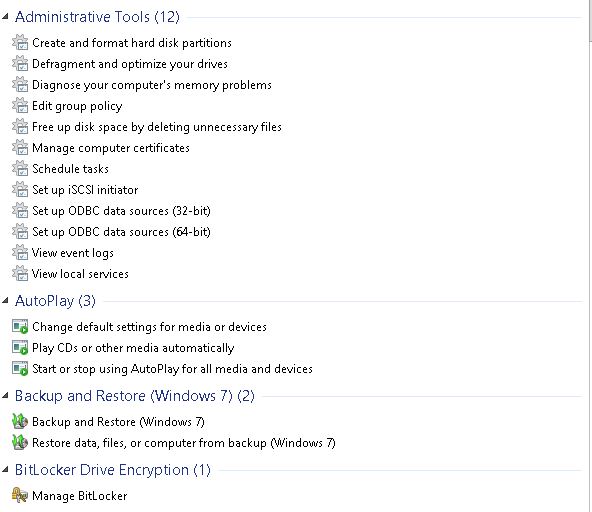 Administrative Tools (12)
Create and format hard disk partitions
Defragment and optimize your drives
Diagnose your computer's memory problems
Edit group policy
Free up disk space by deleting unnecessary files
Manage computer certificates
Schedule tasks
Set up iSCSI initiator
Set up ODBC data sources (32-bit)
Set up ODBC data sources (64-bit)
View event logs
View local services
AutoPlay (3)
Change default settings for media or devices
Play CDs or other media automatically
Start or stop using AutoPlay for all media and devices
Backup and Restore (Windows 7) (2)
Backup and Restore (Windows 7)
Restore data, files, or computer from backup (Windows 7)
BitLocker Drive Encryption (1)
Manage BitLocker